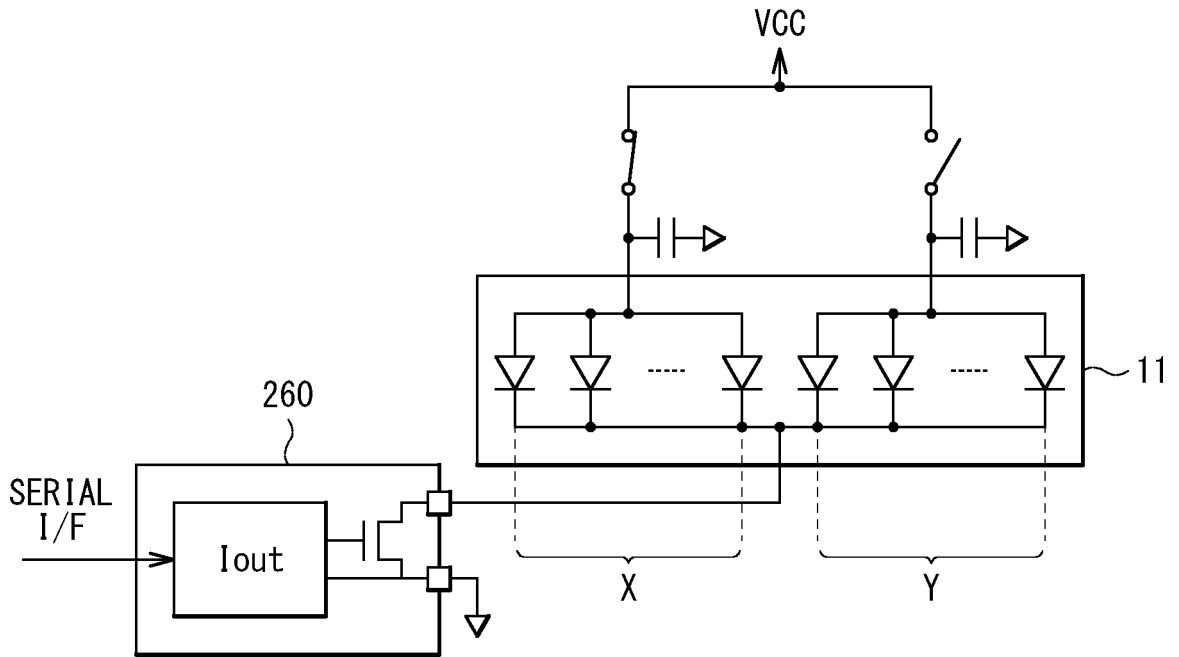 VCC
11
260
SERIAL
I/F
Iout
X
Y